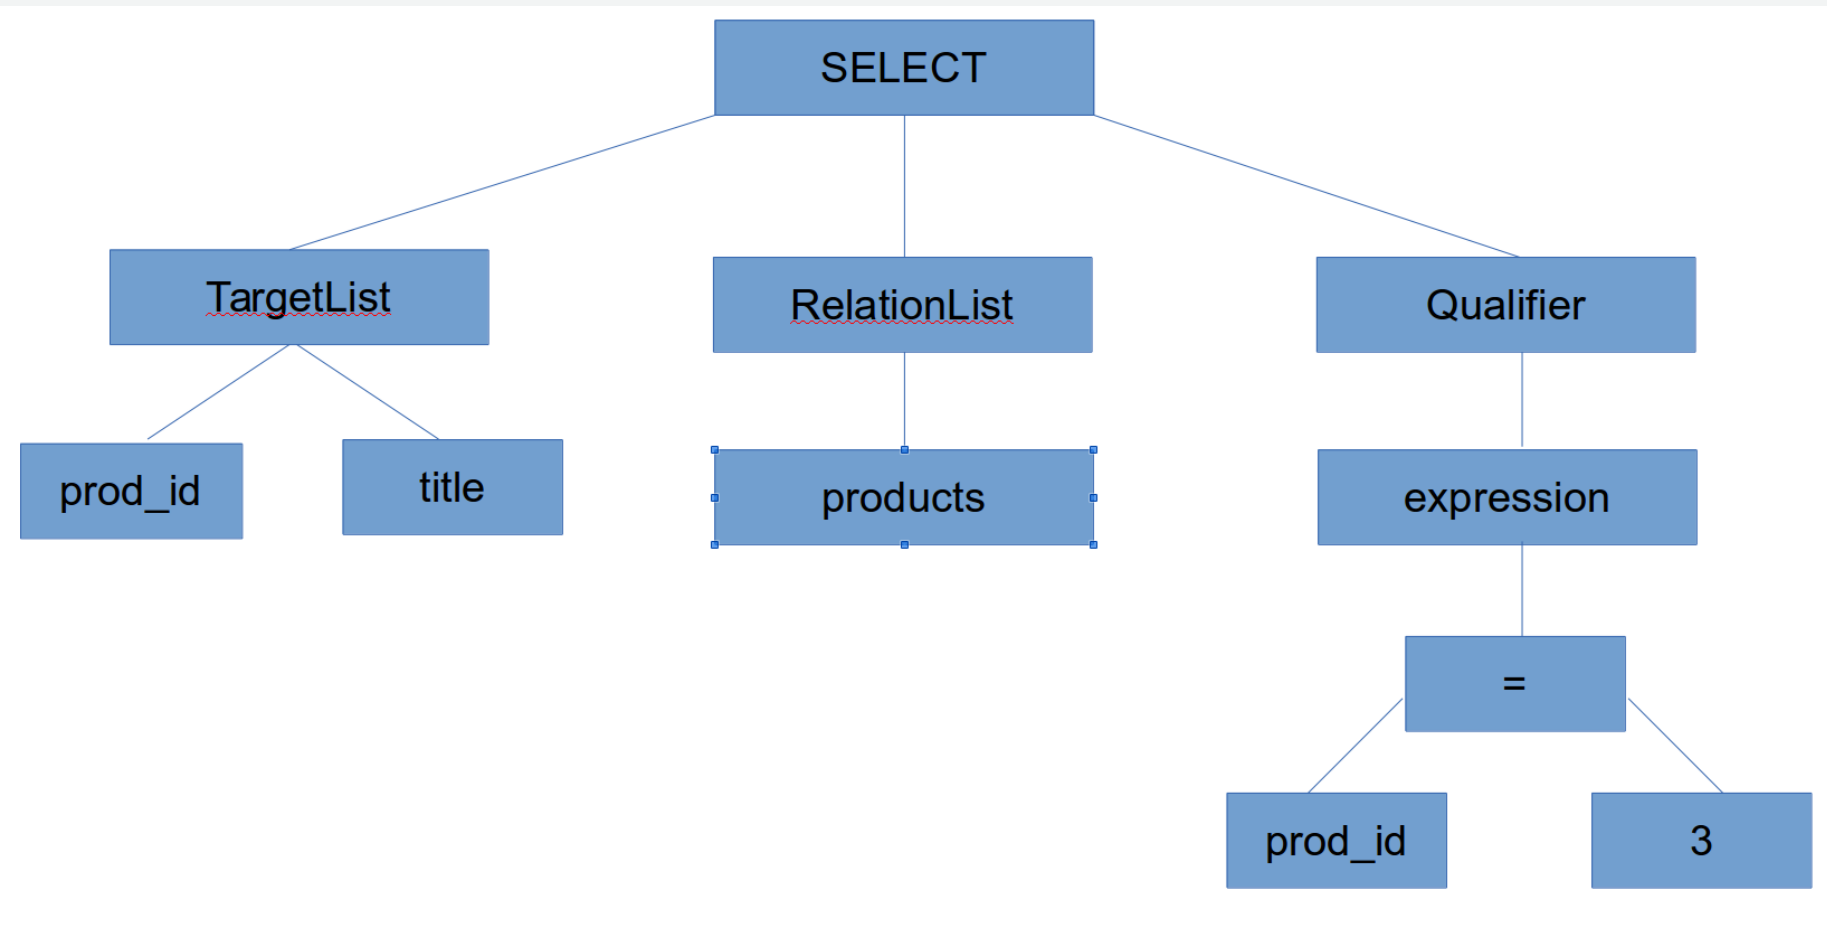 SELECT
TargetList
RelationList
Qualifier
prod_id
title
products
expression
=
prod_id
3